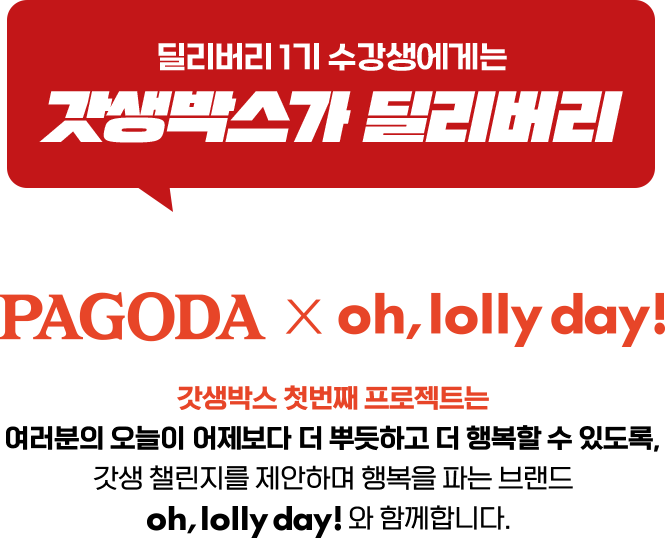 딜리버리 1기 수강생에게는
갓생박스가 딜리버리
PAGODA X oh, lolly day!
갓생박스 첫번째 프로젝트는
여러분의 오늘이 어제보다 더 뿌듯하고 더 행복할 수 있도록,
갓생 챌린지를 제안하며 행복을 파는 브랜드
oh, lolly day! 와 함께합니다.